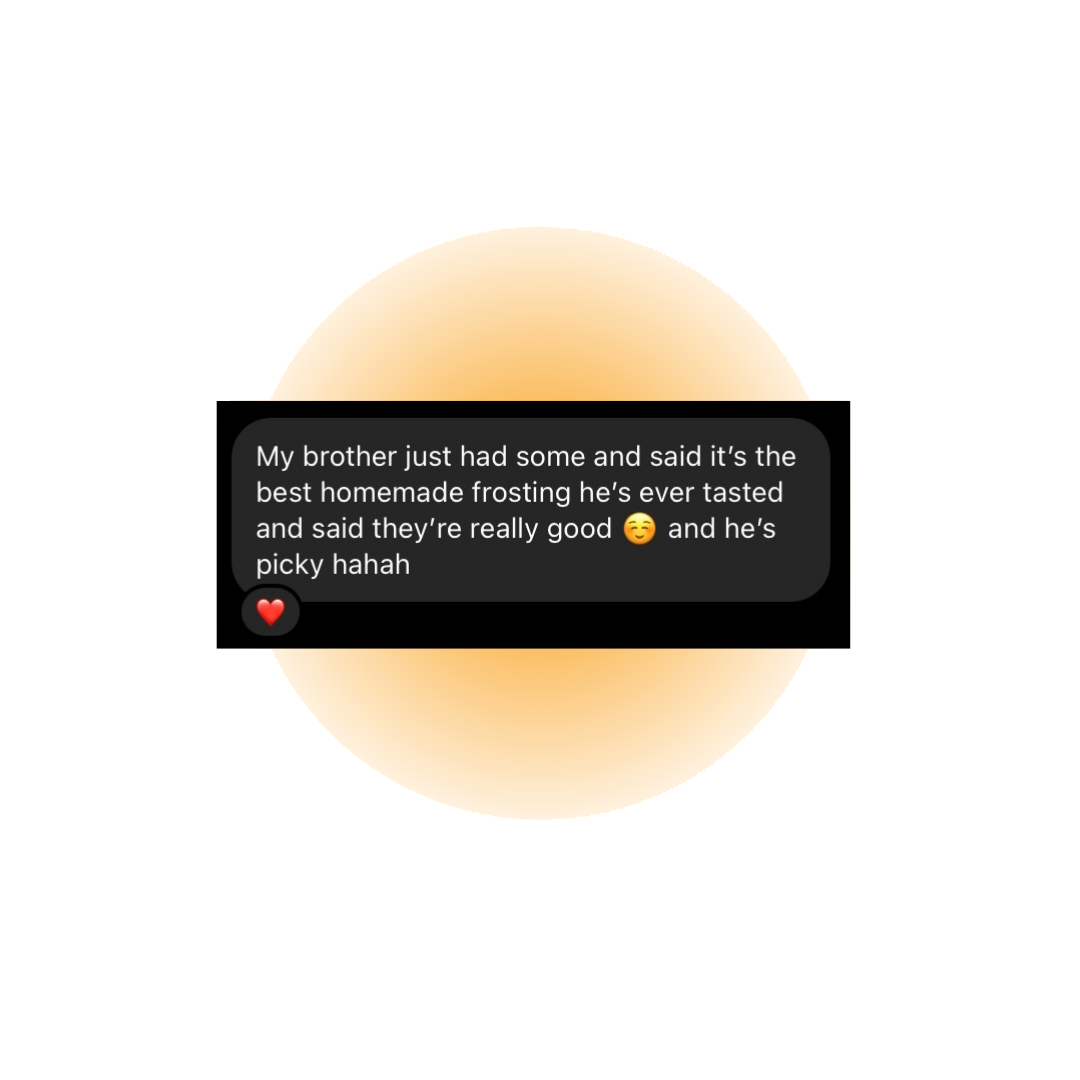 My brother just had some and said it’s the
best homemade frosting he’s ever tasted
and said they’re really good ☺️ and he’s
picky hahah
❤️